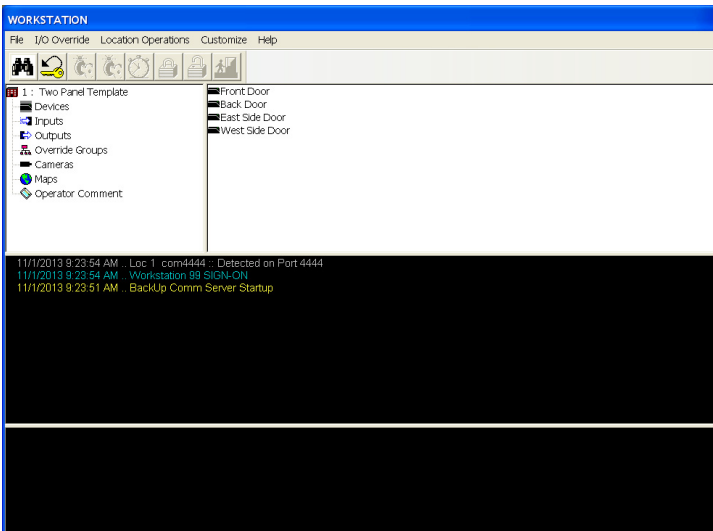 WORKSTATION
File I/O Override Location Operations Customize Help
1 : Two Panel Template
Devices
Inputs
Outputs
Override Groups
Cameras
Maps
Operator Comment
Front Door
Back Door
East Side Door
West Side Door
11/1/2013 9:23:54 AM .. Loc 1 com4444 :: Detected on Port 4444
11/1/2013 9:23:54 AM .. Workstation 99 SIGN-ON
11/1/2013 9:23:51 AM .. BackUp Comm Server Startup